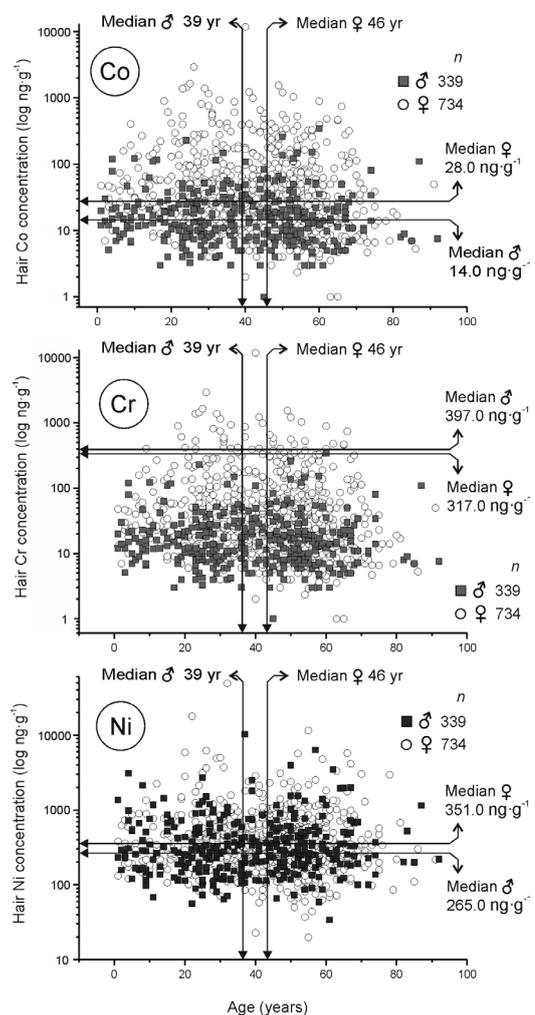 Median ♂ 39 yr
Median ♀ 46 yr
Co
n
♂ 339
♀ 734
Median ♀
28.0 ng·g⁻¹
Median ♂
14.0 ng·g⁻
Hair Co concentration (log ng·g⁻¹)
10000
1000
100
10
1
0 20 40 60 80 100
Median ♂ 39 yr
Median ♀ 46 yr
Cr
Median ♂
397.0 ng·g⁻¹
Median ♀
317.0 ng·g⁻
n
♂ 339
♀ 734
Hair Cr concentration (log ng·g⁻¹)
10000
1000
100
10
1
0 20 40 60 80 100
Median ♂ 39 yr
Median ♀ 46 yr
Ni
n
♂ 339
♀ 734
Median ♀
351.0 ng·g⁻¹
Median ♂
265.0 ng·g⁻
Hair Ni concentration (log ng·g⁻¹)
10000
1000
100
10
0 20 40 60 80 100
Age (years)